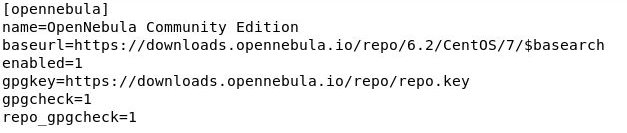 [opennebula]
name=OpenNebula Community Edition
baseurl=https://downloads.opennebula.io/repo/6.2/CentOS/7/$basearch
enabled=1
gpgkey=https://downloads.opennebula.io/repo/repo.key
gpgcheck=1
repo_gpgcheck=1